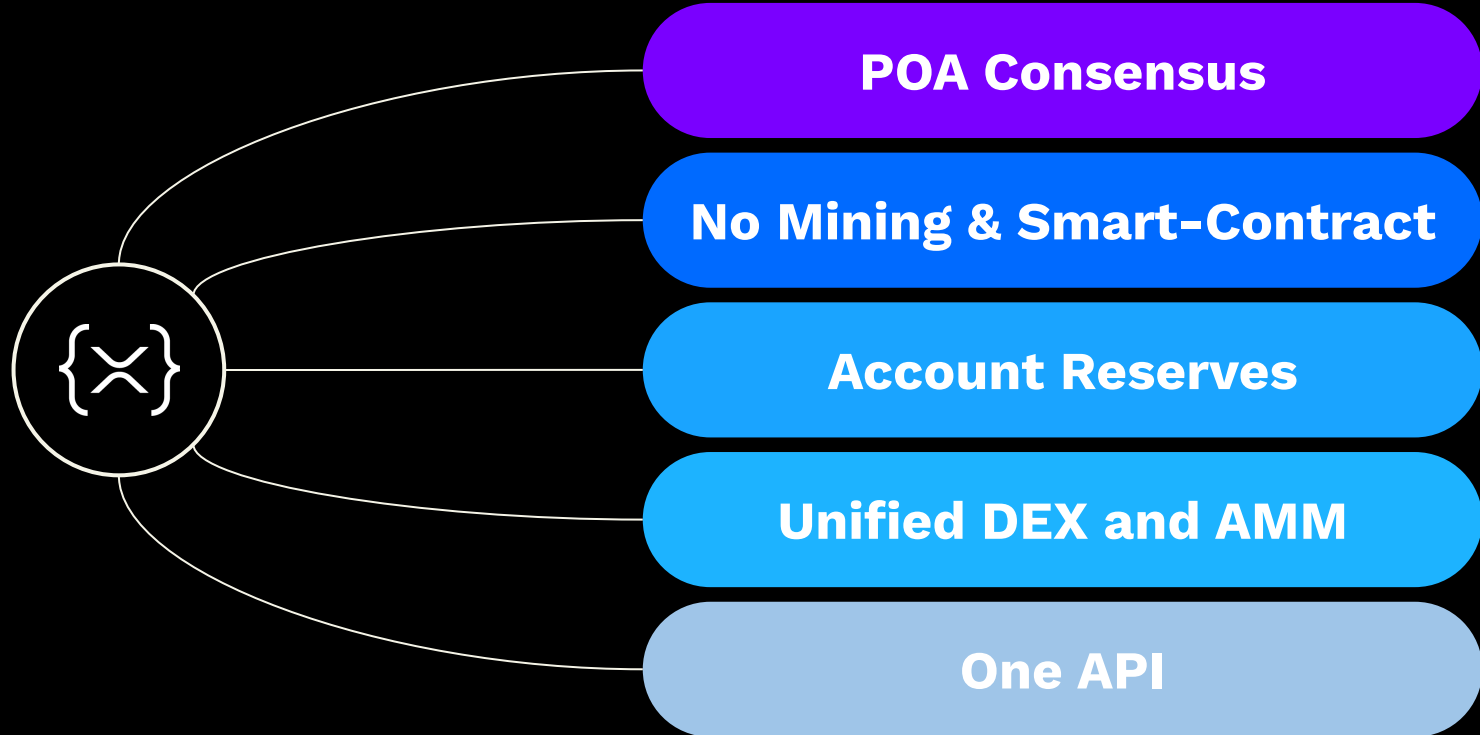 POA Consensus
No Mining & Smart-Contract
Account Reserves
Unified DEX and AMM
One API